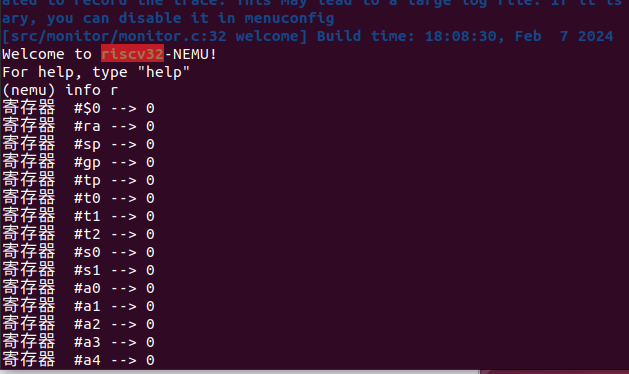 ated to record the trace. This may lead to a large log file. If it is
ary, you can disable it in menuconfig
[src/monitor/monitor.c:32 welcome] Build time: 18:08:30, Feb  7 2024
Welcome to riscv32-NEMU!
For help, type "help"
(nemu) info r
寄存器  #$0 --> 0
寄存器  #ra --> 0
寄存器  #sp --> 0
寄存器  #gp --> 0
寄存器  #tp --> 0
寄存器  #t0 --> 0
寄存器  #t1 --> 0
寄存器  #t2 --> 0
寄存器  #s0 --> 0
寄存器  #s1 --> 0
寄存器  #a0 --> 0
寄存器  #a1 --> 0
寄存器  #a2 --> 0
寄存器  #a3 --> 0
寄存器  #a4 --> 0